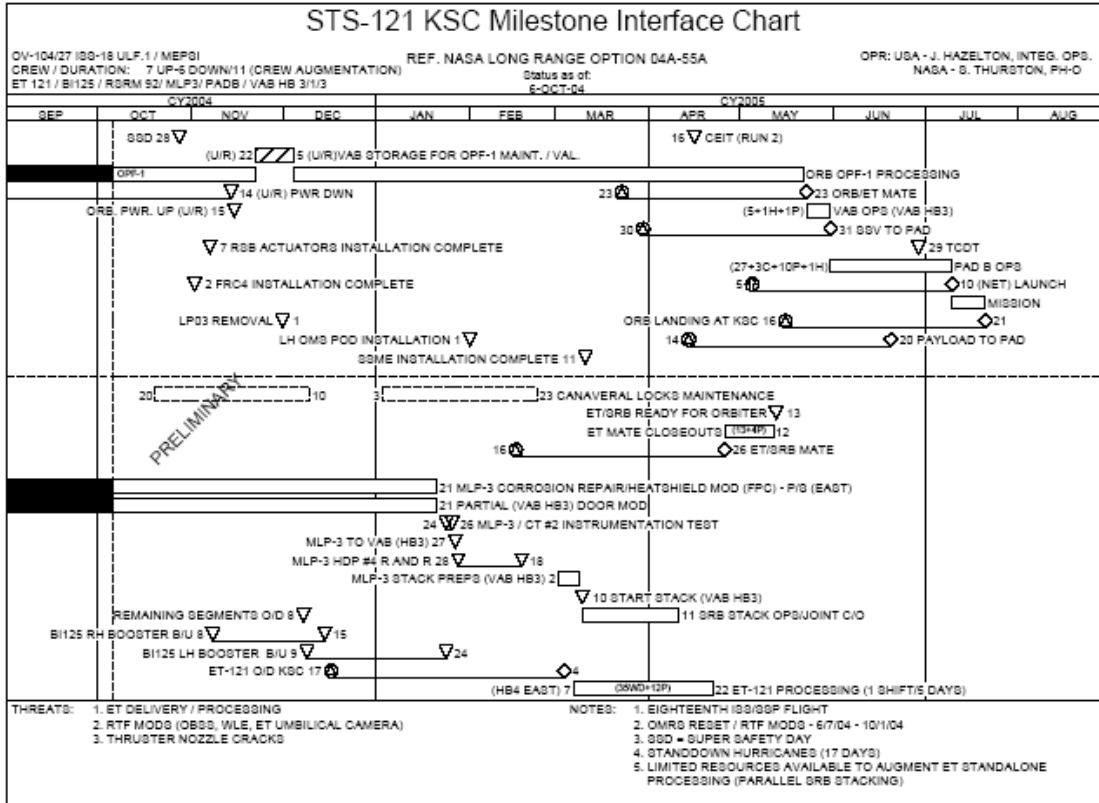 STS-121 KSC Milestone Interface Chart
OV-104/27 ISS-18 ULF.1 / MEPSI
CREW / DURATION: 7 UP-6 DOWN/11 (CREW AUGMENTATION)
ET 121 / BI125 / RSRM 92/ MLP3/ PADB / VAB HB 3/1/3
REF. NASA LONG RANGE OPTION 04A-55A
Status as of:
6-OCT-04
OPR: USA - J. HAZELTON, INTEG. OPS.
NASA - S. THURSTON, PH-O
CY2004 CY2005
SEP OCT NOV DEC JAN FEB MAR APR MAY JUN JUL AUG
SSD 28 16 CEIT (RUN 2)
(U/R) 22 5 (U/R)VAB STORAGE FOR OPF-1 MAINT. / VAL.
OPF-1 ORB OPF-1 PROCESSING
14 (U/R) PWR DWN 23 23 ORB/ET MATE
ORB. PWR. UP (U/R) 15 (5+1H+1P) VAB OPS (VAB HB3)
30 31 SSV TO PAD
7 RSB ACTUATORS INSTALLATION COMPLETE 29 TCDT
(27+3C+10P+1H) PAD B OPS
2 FRC4 INSTALLATION COMPLETE 5 10 (NET) LAUNCH
MISSION
LP03 REMOVAL 1 ORB LANDING AT KSC 16 21
LH OMS POD INSTALLATION 1 14 20 PAYLOAD TO PAD
SSME INSTALLATION COMPLETE 11
20 10 3 23 CANAVERAL LOCKS MAINTENANCE
PRELIMINARY
ET/SRB READY FOR ORBITER 13
ET MATE CLOSEOUTS (13+4P) 12
16 26 ET/SRB MATE
21 MLP-3 CORROSION REPAIR/HEATSHIELD MOD (FPC) - P/S (EAST)
21 PARTIAL (VAB HB3) DOOR MOD
24 26 MLP-3 / CT #2 INSTRUMENTATION TEST
MLP-3 TO VAB (HB3) 27
MLP-3 HDP #4 R AND R 28 18
MLP-3 STACK PREPS (VAB HB3) 2
10 START STACK (VAB HB3)
REMAINING SEGMENTS O/D 8 11 SRB STACK OPS/JOINT C/O
BI125 RH BOOSTER B/U 8 15
BI125 LH BOOSTER B/U 9 24
ET-121 O/D KSC 17 4
(HB4 EAST) 7 (35WD+12P) 22 ET-121 PROCESSING (1 SHIFT/5 DAYS)
THREATS: 1. ET DELIVERY / PROCESSING
2. RTF MODS (OBSS, WLE, ET UMBILICAL CAMERA)
3. THRUSTER NOZZLE CRACKS
NOTES: 1. EIGHTEENTH ISS/SSP FLIGHT
2. OMRS RESET / RTF MODS - 6/7/04 - 10/1/04
3. SSD = SUPER SAFETY DAY
4. STANDDOWN HURRICANES (17 DAYS)
5. LIMITED RESOURCES AVAILABLE TO AUGMENT ET STANDALONE
PROCESSING (PARALLEL SRB STACKING)